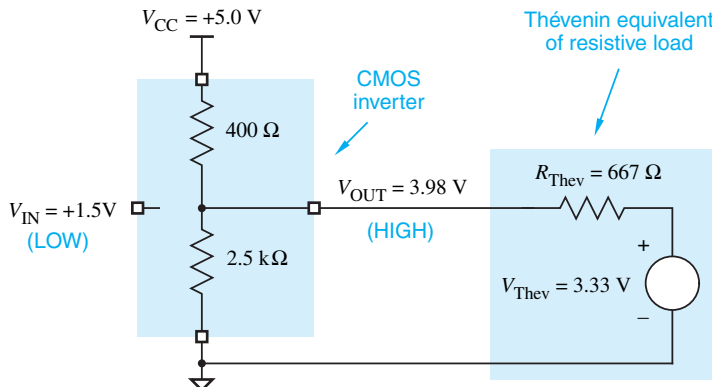 V_CC = +5.0 V
Thévenin equivalent
of resistive load
CMOS
inverter
400 Ω
R_Thev = 667 Ω
V_OUT = 3.98 V
V_IN = +1.5V
(LOW)
(HIGH)
2.5 kΩ
+
V_Thev = 3.33 V
–